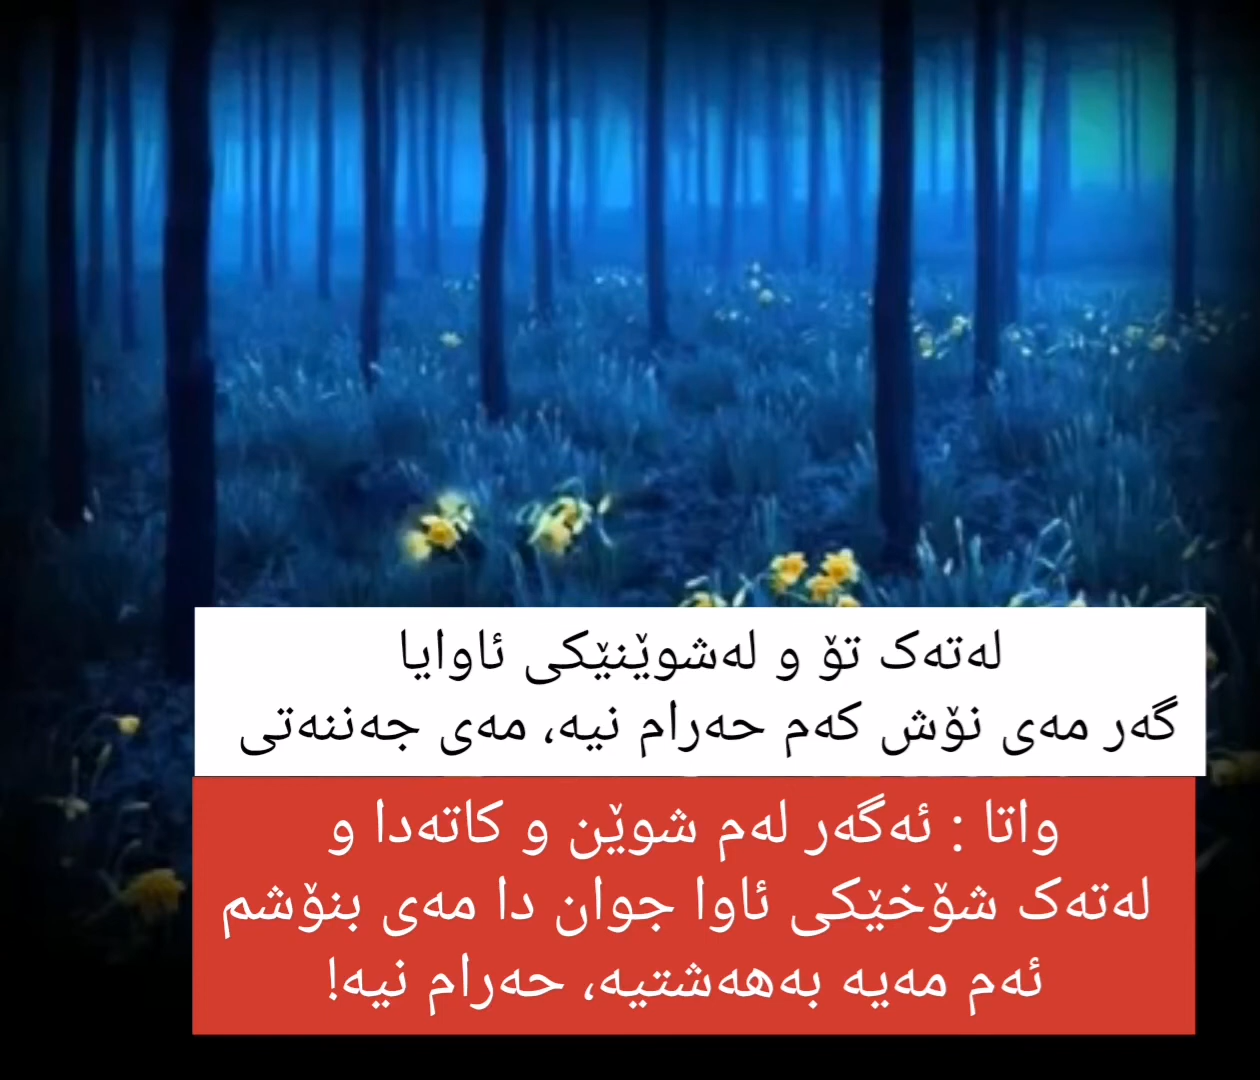 لەتەک تۆ و لەشوێنێکی ئاوایا
گەر مەی نۆش کەم حەرام نیە، مەی جەننەتی
واتا : ئەگەر لەم شوێن و کاتەدا و
لەتەک شۆخێکی ئاوا جوان دا مەی بنۆشم
ئەم مەیە بەهەشتیە، حەرام نیە!